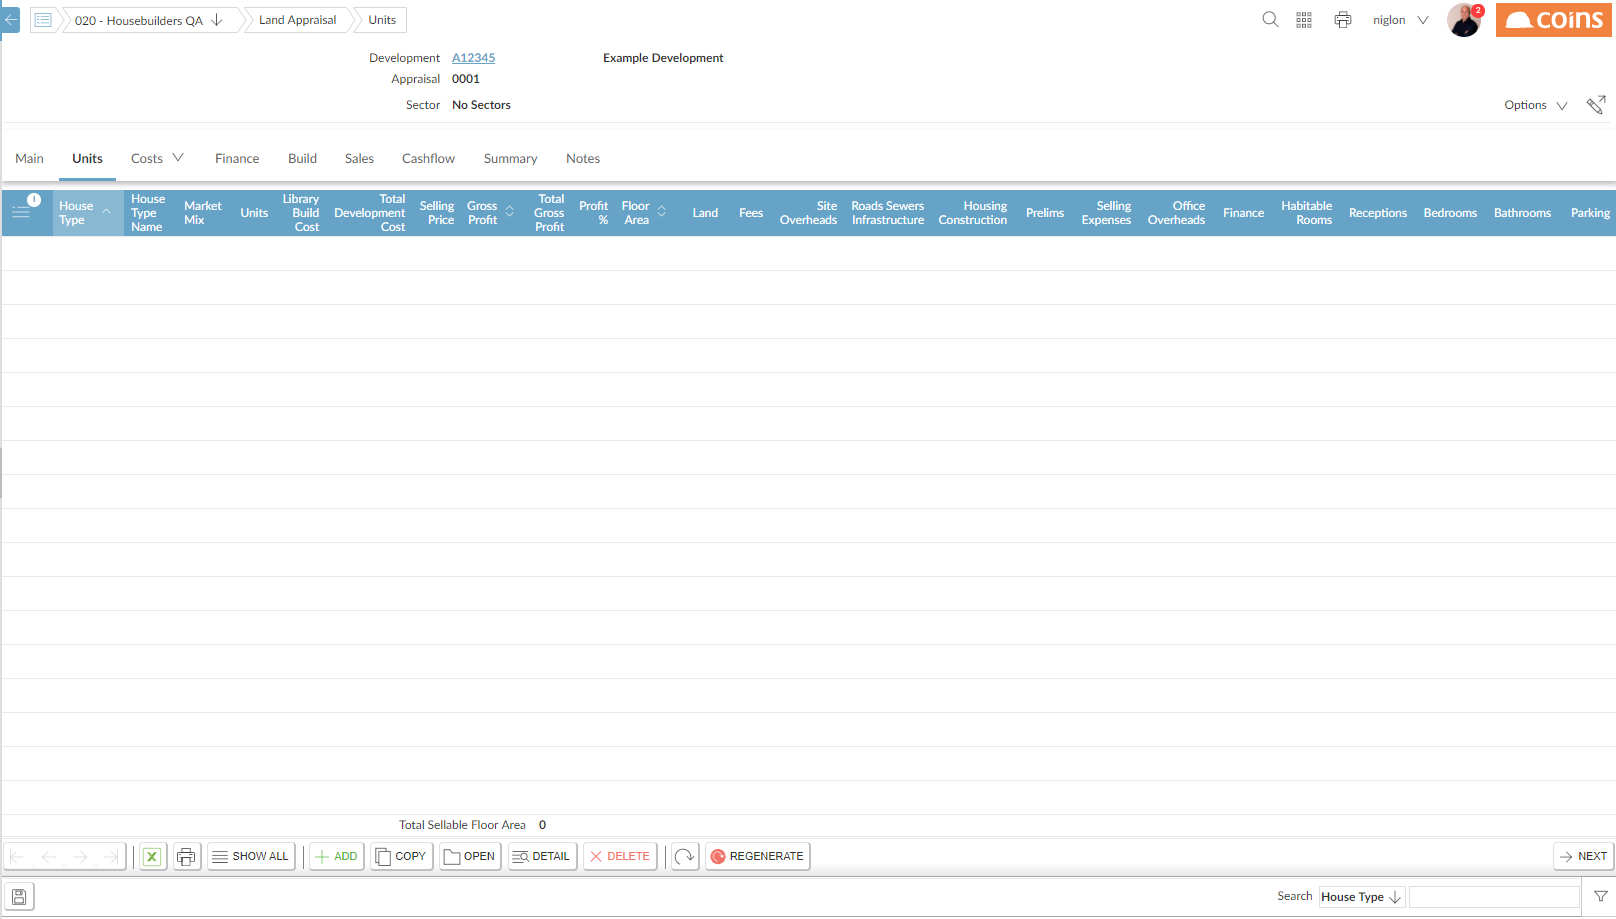 020 - Housebuilders QA
Land Appraisal
Units
niglon
2
coins
Development A12345 Example Development
Appraisal 0001
Sector No Sectors
Options
Main Units Costs Finance Build Sales Cashflow Summary Notes
1
House
Type
House
Type
Name
Market
Mix
Units
Library
Build
Cost
Total
Development
Cost
Selling
Price
Gross
Profit
Total
Gross
Profit
Profit
%
Floor
Area
Land
Fees
Site
Overheads
Roads Sewers
Infrastructure
Housing
Construction
Prelims
Selling
Expenses
Office
Overheads
Finance
Habitable
Rooms
Receptions
Bedrooms
Bathrooms
Parking
Total Sellable Floor Area 0
X SHOW ALL ADD COPY OPEN DETAIL DELETE REGENERATE NEXT
Search House Type